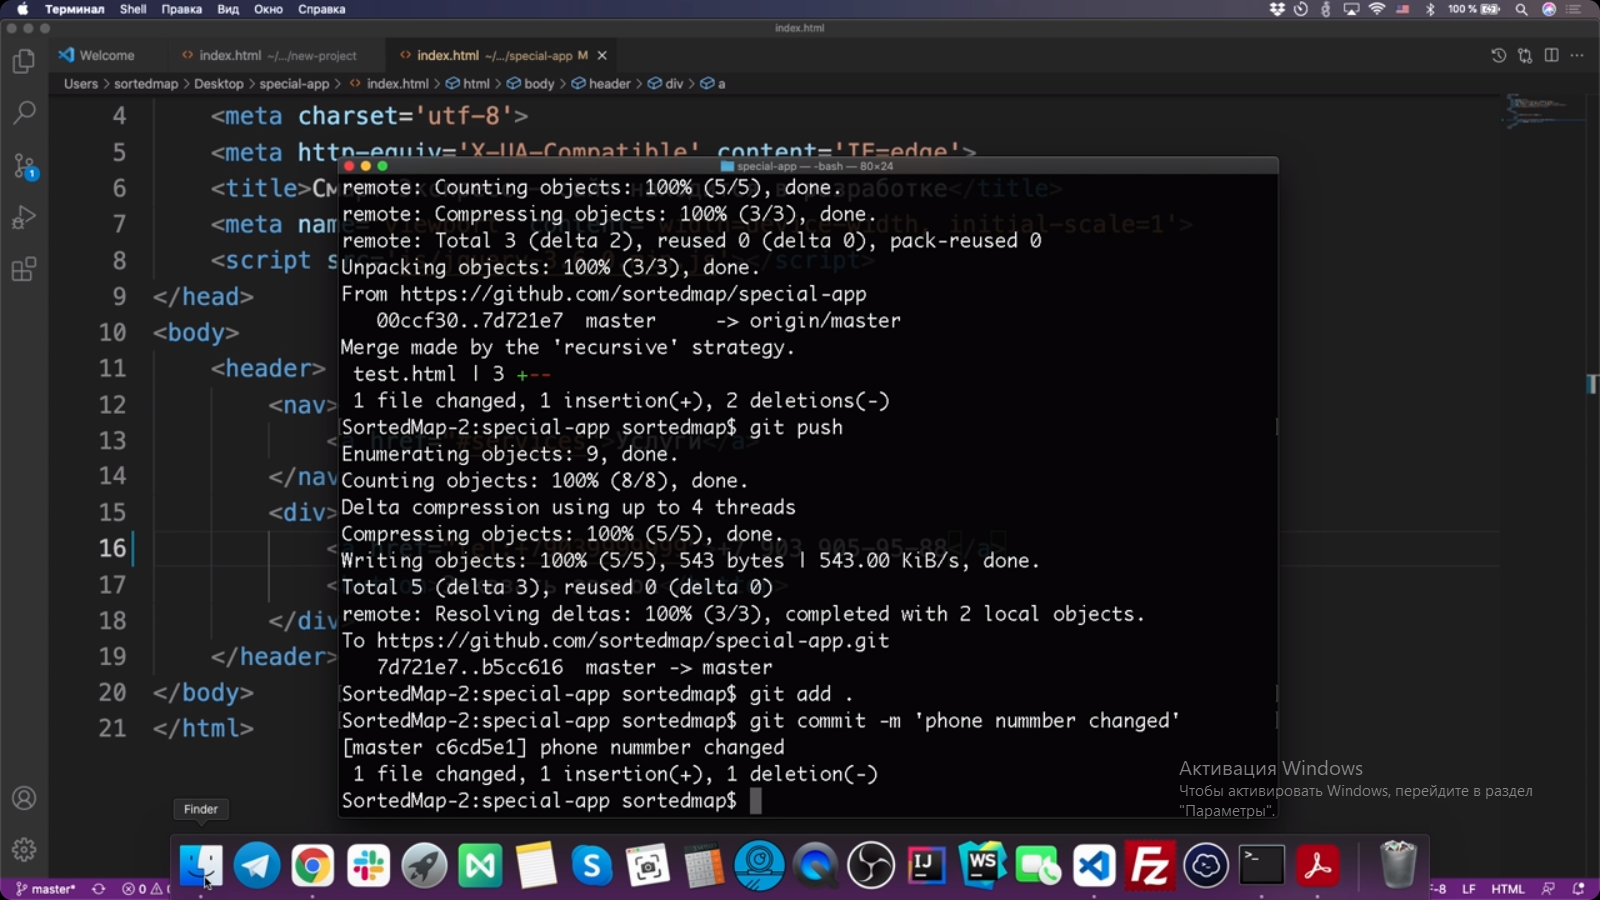 Терминал Shell Правка Вид Окно Справка 100 %
index.html
Welcome index.html ~/.../new-project index.html ~/.../special-app M
Users > sortedmap > Desktop > special-app > index.html > html > body > header > div > a
4 <meta charset='utf-8'>
5 <meta http-equiv='X-UA-Compatible' content='IE=edge'>
special-app — -bash — 80×24
6 <title> в разработке</title>
7 <meta name= initial-scale=1'>
8 <script
9 </head>
10 <body>
11 <header>
12 <nav>
13
14 </nav
15 <div>
16
17
18 </div
19 </header>
20 </body>
21 </html>
remote: Counting objects: 100% (5/5), done.
remote: Compressing objects: 100% (3/3), done.
remote: Total 3 (delta 2), reused 0 (delta 0), pack-reused 0
Unpacking objects: 100% (3/3), done.
From https://github.com/sortedmap/special-app
00ccf30..7d721e7 master -> origin/master
Merge made by the 'recursive' strategy.
test.html | 3 +--
1 file changed, 1 insertion(+), 2 deletions(-)
SortedMap-2:special-app sortedmap$ git push
Enumerating objects: 9, done.
Counting objects: 100% (8/8), done.
Delta compression using up to 4 threads
Compressing objects: 100% (5/5), done.
Writing objects: 100% (5/5), 543 bytes | 543.00 KiB/s, done.
Total 5 (delta 3), reused 0 (delta 0)
remote: Resolving deltas: 100% (3/3), completed with 2 local objects.
To https://github.com/sortedmap/special-app.git
7d721e7..b5cc616 master -> master
SortedMap-2:special-app sortedmap$ git add .
SortedMap-2:special-app sortedmap$ git commit -m 'phone nummber changed'
[master c6cd5e1] phone nummber changed
1 file changed, 1 insertion(+), 1 deletion(-)
SortedMap-2:special-app sortedmap$
Активация Windows
Чтобы активировать Windows, перейдите в раздел
"Параметры".
Finder
master* 0 F-8 LF HTML